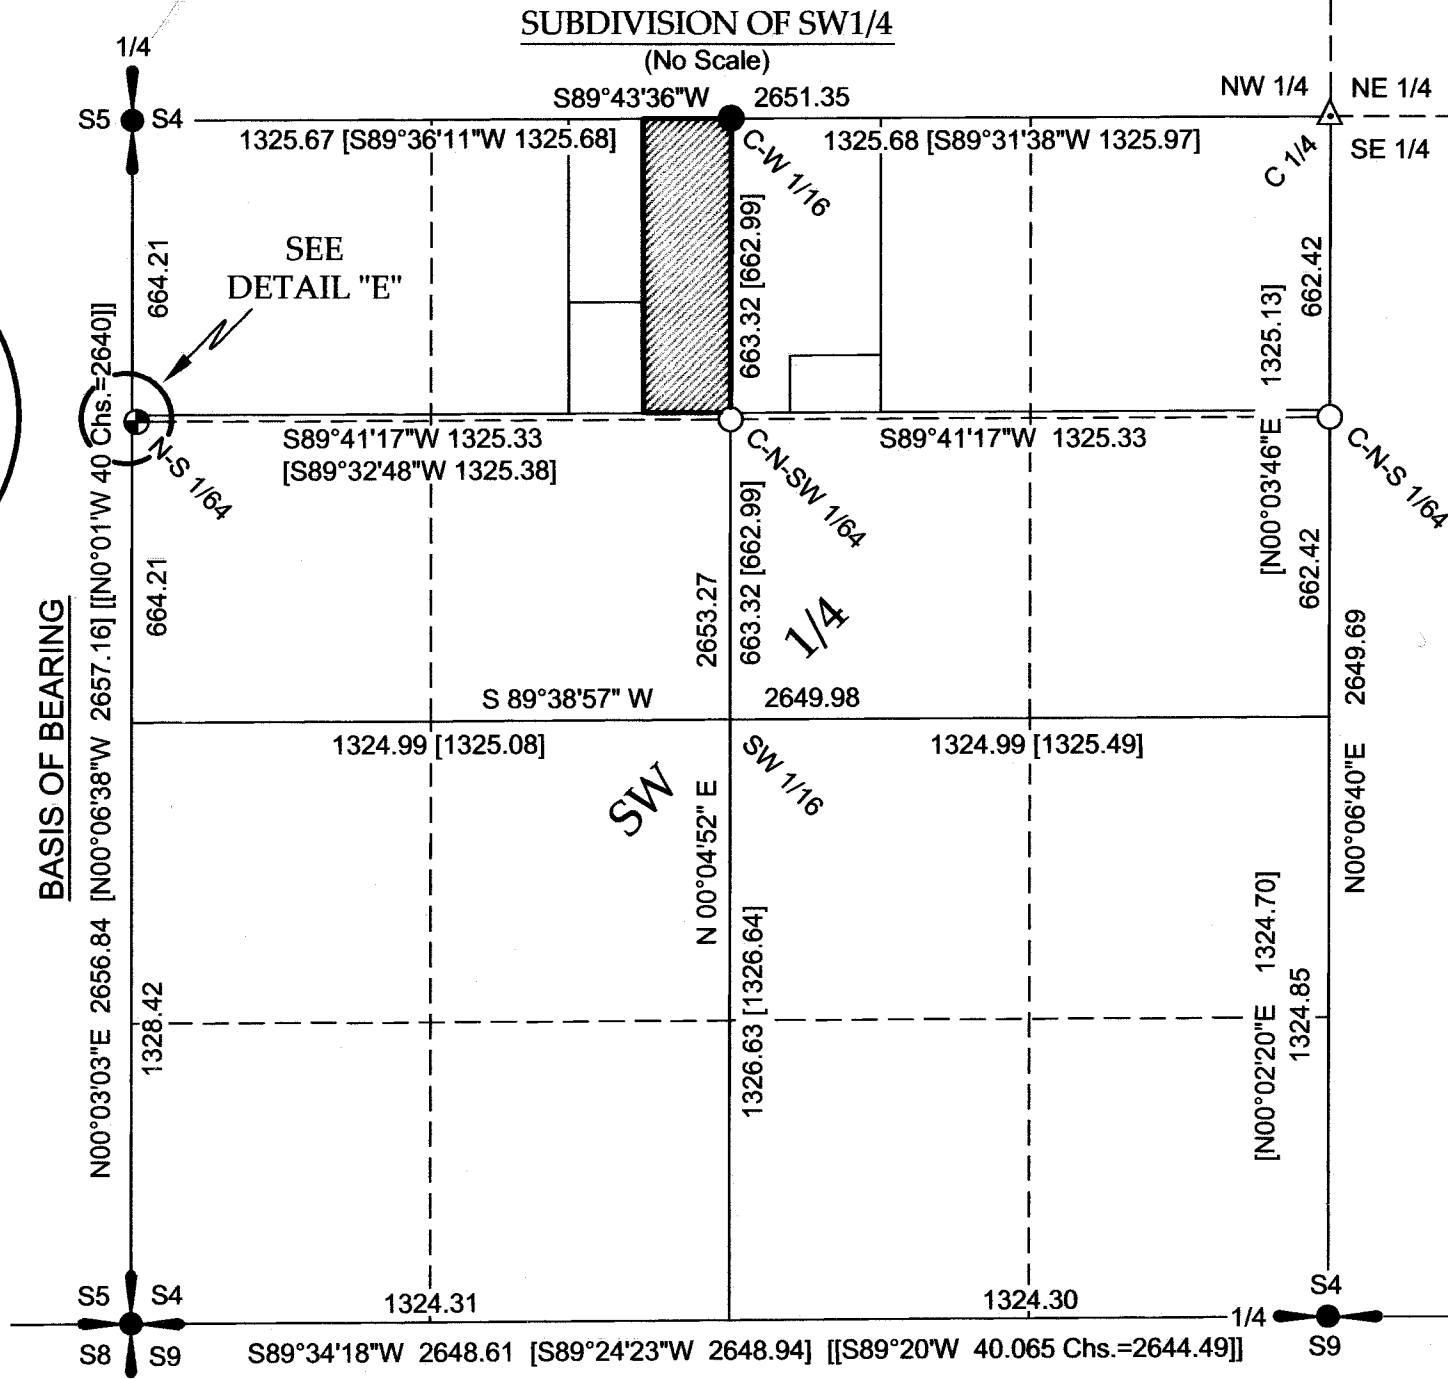 SUBDIVISION OF SW1/4
(No Scale)
1/4
S5 S4
S89°43'36"W 2651.35
NW 1/4 NE 1/4
SE 1/4
C 1/4
1325.67 [S89°36'11"W 1325.68]
1325.68 [S89°31'38"W 1325.97]
C-W 1/16
SEE
DETAIL "E"
664.21
663.32 [662.99]
662.42
N-S 1/64
S89°41'17"W 1325.33
[S89°32'48"W 1325.38]
S89°41'17"W 1325.33
C-N-SW 1/64
C-N-S 1/64
[N00°03'46"E 1325.13]
664.21
663.32 [662.99]
662.42
BASIS OF BEARING
N00°03'03"E 2656.84 [N00°06'38"W 2657.16] [[N0°01'W 40 Chs.=2640]]
2653.27
N 00°04'52" E
2649.69
N00°06'40"E
SW 1/4
S 89°38'57" W 2649.98
1324.99 [1325.08]
1324.99 [1325.49]
SW 1/16
1328.42
1326.63 [1326.64]
[N00°02'20"E 1324.70]
1324.85
1324.31
1324.30
S5 S4
S8 S9
S89°34'18"W 2648.61 [S89°24'23"W 2648.94] [[S89°20'W 40.065 Chs.=2644.49]]
S4
1/4
S9